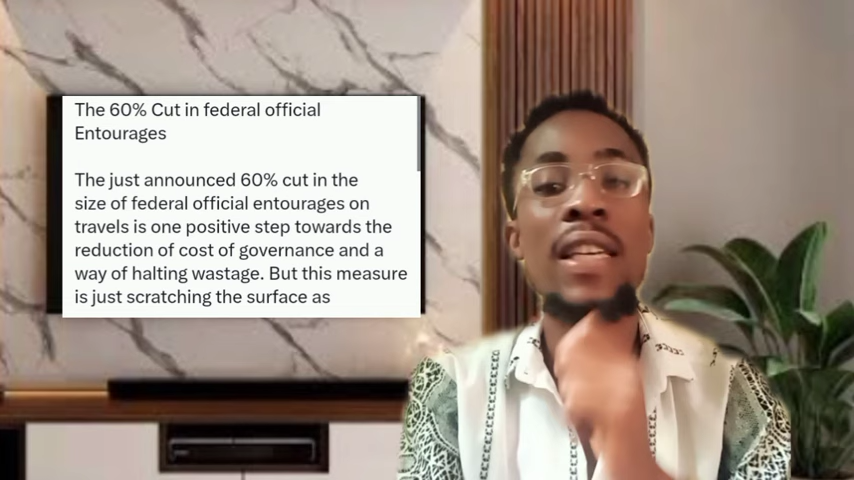 The 60% Cut in federal official
Entourages
The just announced 60% cut in the
size of federal official entourages on
travels is one positive step towards the
reduction of cost of governance and a
way of halting wastage. But this measure
is just scratching the surface as